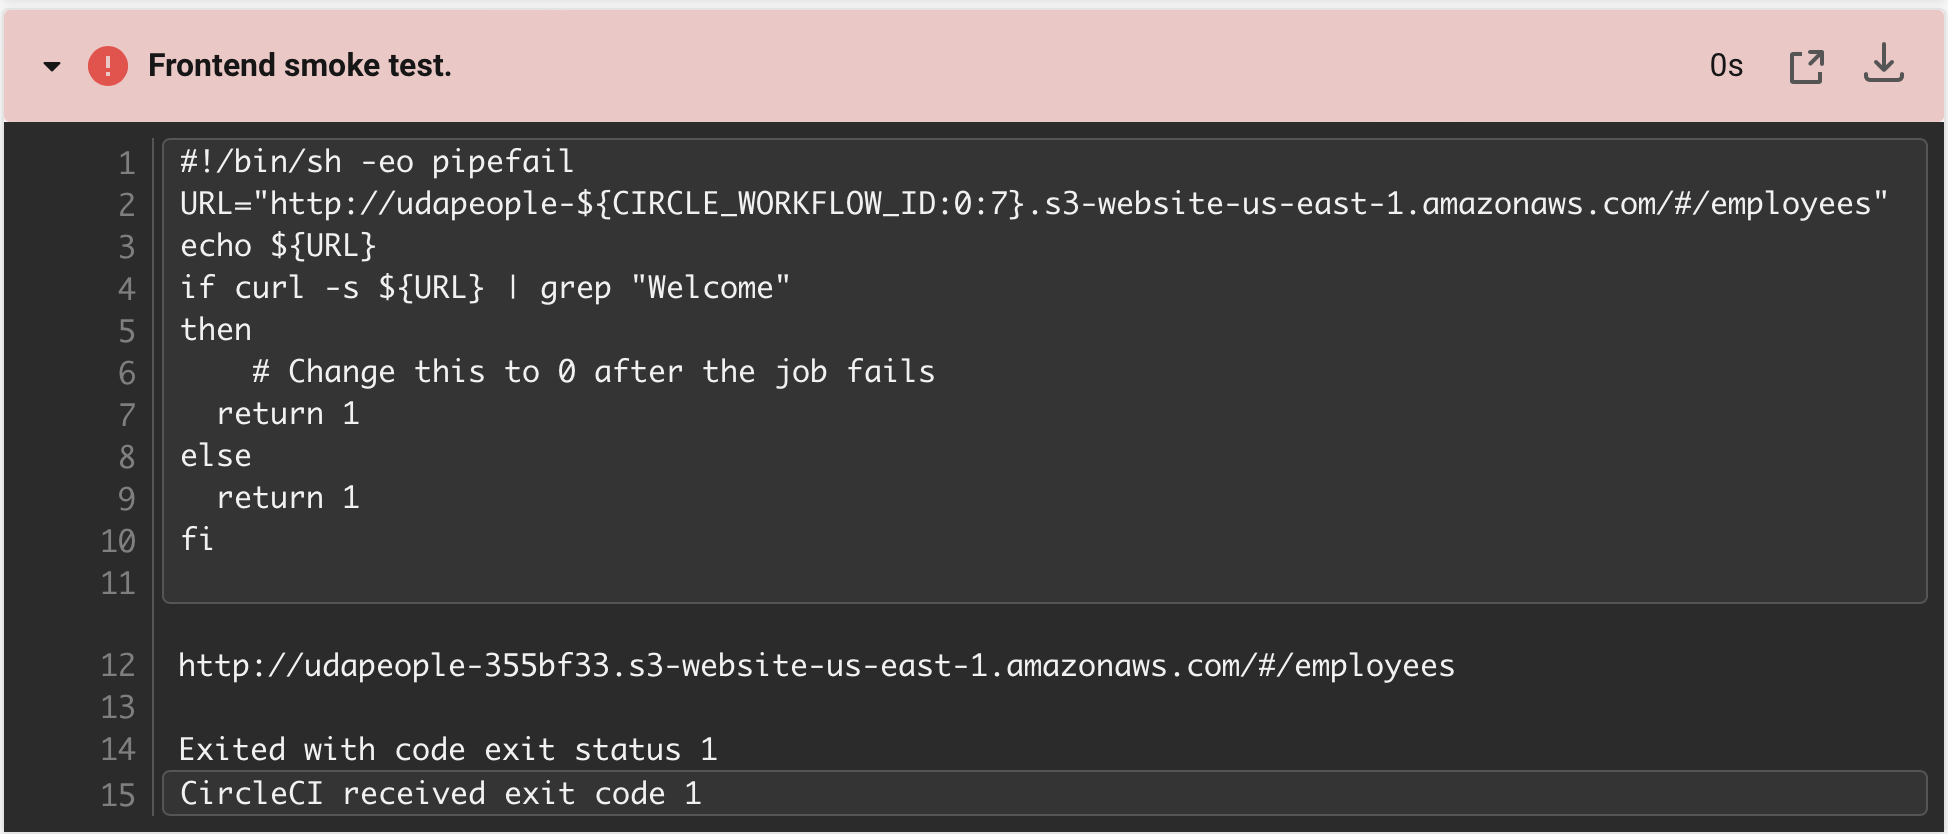 Frontend smoke test. 0s
1 #!/bin/sh -eo pipefail
2 URL="http://udapeople-${CIRCLE_WORKFLOW_ID:0:7}.s3-website-us-east-1.amazonaws.com/#/employees"
3 echo ${URL}
4 if curl -s ${URL} | grep "Welcome"
5 then
6     # Change this to 0 after the job fails
7   return 1
8 else
9   return 1
10 fi
11
12 http://udapeople-355bf33.s3-website-us-east-1.amazonaws.com/#/employees
13
14 Exited with code exit status 1
15 CircleCI received exit code 1